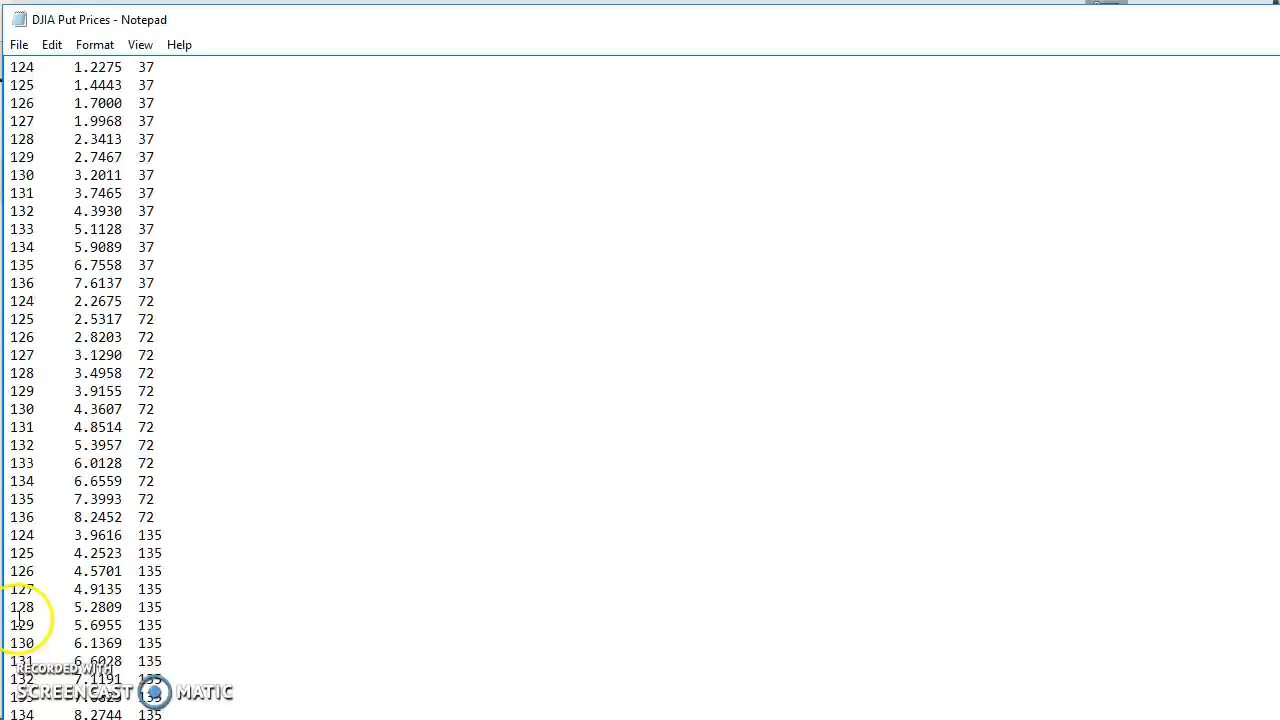 DJIA Put Prices - Notepad
File Edit Format View Help
124 1.2275 37
125 1.4443 37
126 1.7000 37
127 1.9968 37
128 2.3413 37
129 2.7467 37
130 3.2011 37
131 3.7465 37
132 4.3930 37
133 5.1128 37
134 5.9089 37
135 6.7558 37
136 7.6137 37
124 2.2675 72
125 2.5317 72
126 2.8203 72
127 3.1290 72
128 3.4958 72
129 3.9155 72
130 4.3607 72
131 4.8514 72
132 5.3957 72
133 6.0128 72
134 6.6559 72
135 7.3993 72
136 8.2452 72
124 3.9616 135
125 4.2523 135
126 4.5701 135
127 4.9135 135
128 5.2809 135
129 5.6955 135
130 6.1369 135
131 6.6028 135
RECORDED WITH
132 7.1191 135
SCREENCAST MATIC
134 8.2744 135